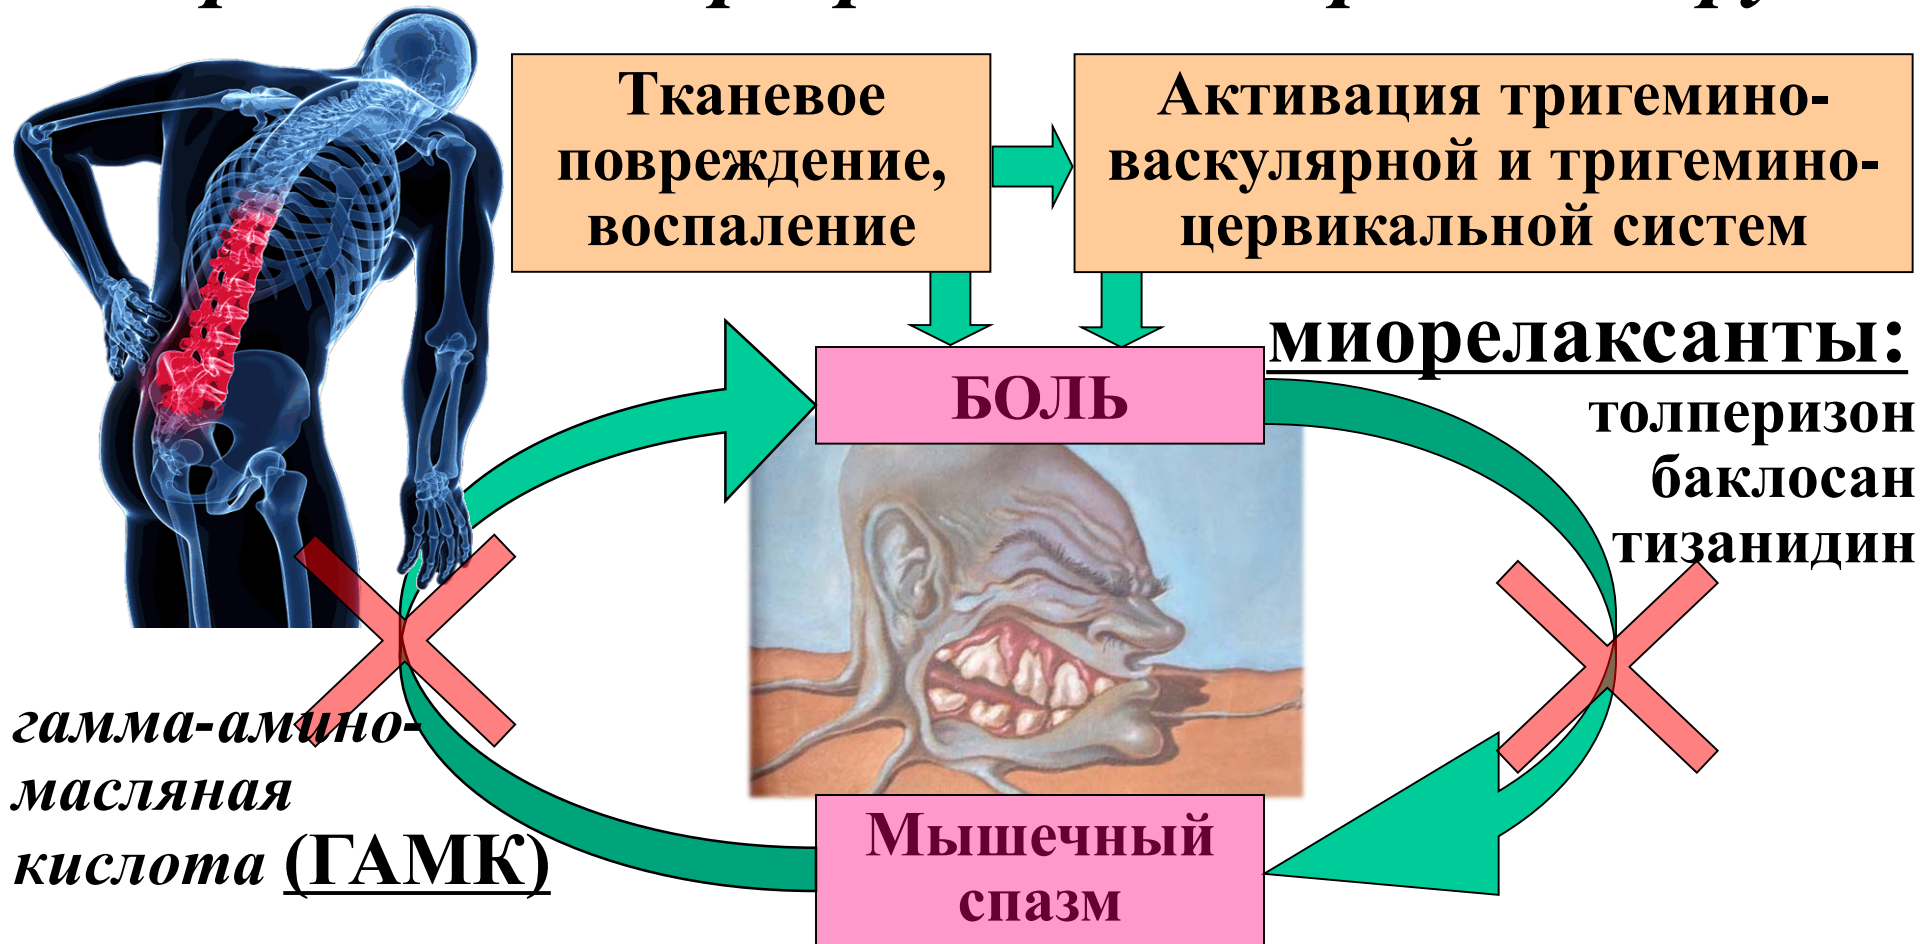 Тканевое
повреждение,
воспаление
Активация тригемино-
васкулярной и тригемино-
цервикальной систем
БОЛЬ
миорелаксанты:
толперизон
баклосан
тизанидин
гамма-амино-
масляная
кислота (ГАМК)
Мышечный
спазм